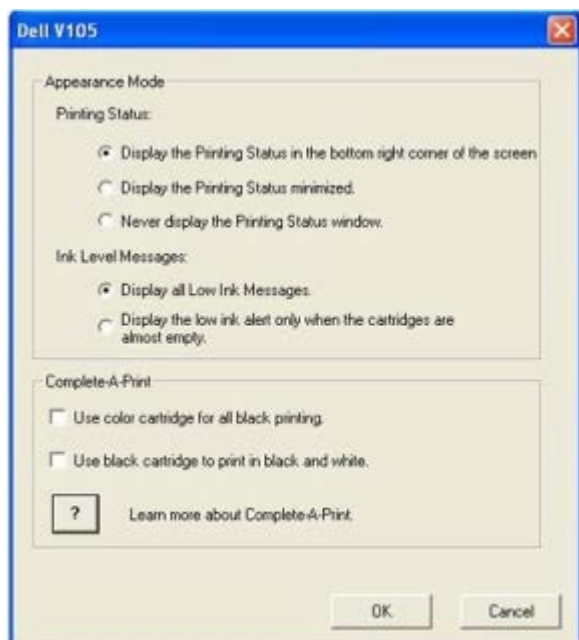 Dell V105
Appearance Mode
Printing Status:
Display the Printing Status in the bottom right corner of the screen
Display the Printing Status minimized.
Never display the Printing Status window.
Ink Level Messages:
Display all Low Ink Messages.
Display the low ink alert only when the cartridges are
almost empty.
Complete-A-Print
Use color cartridge for all black printing.
Use black cartridge to print in black and white.
?
Learn more about Complete-A-Print.
OK
Cancel